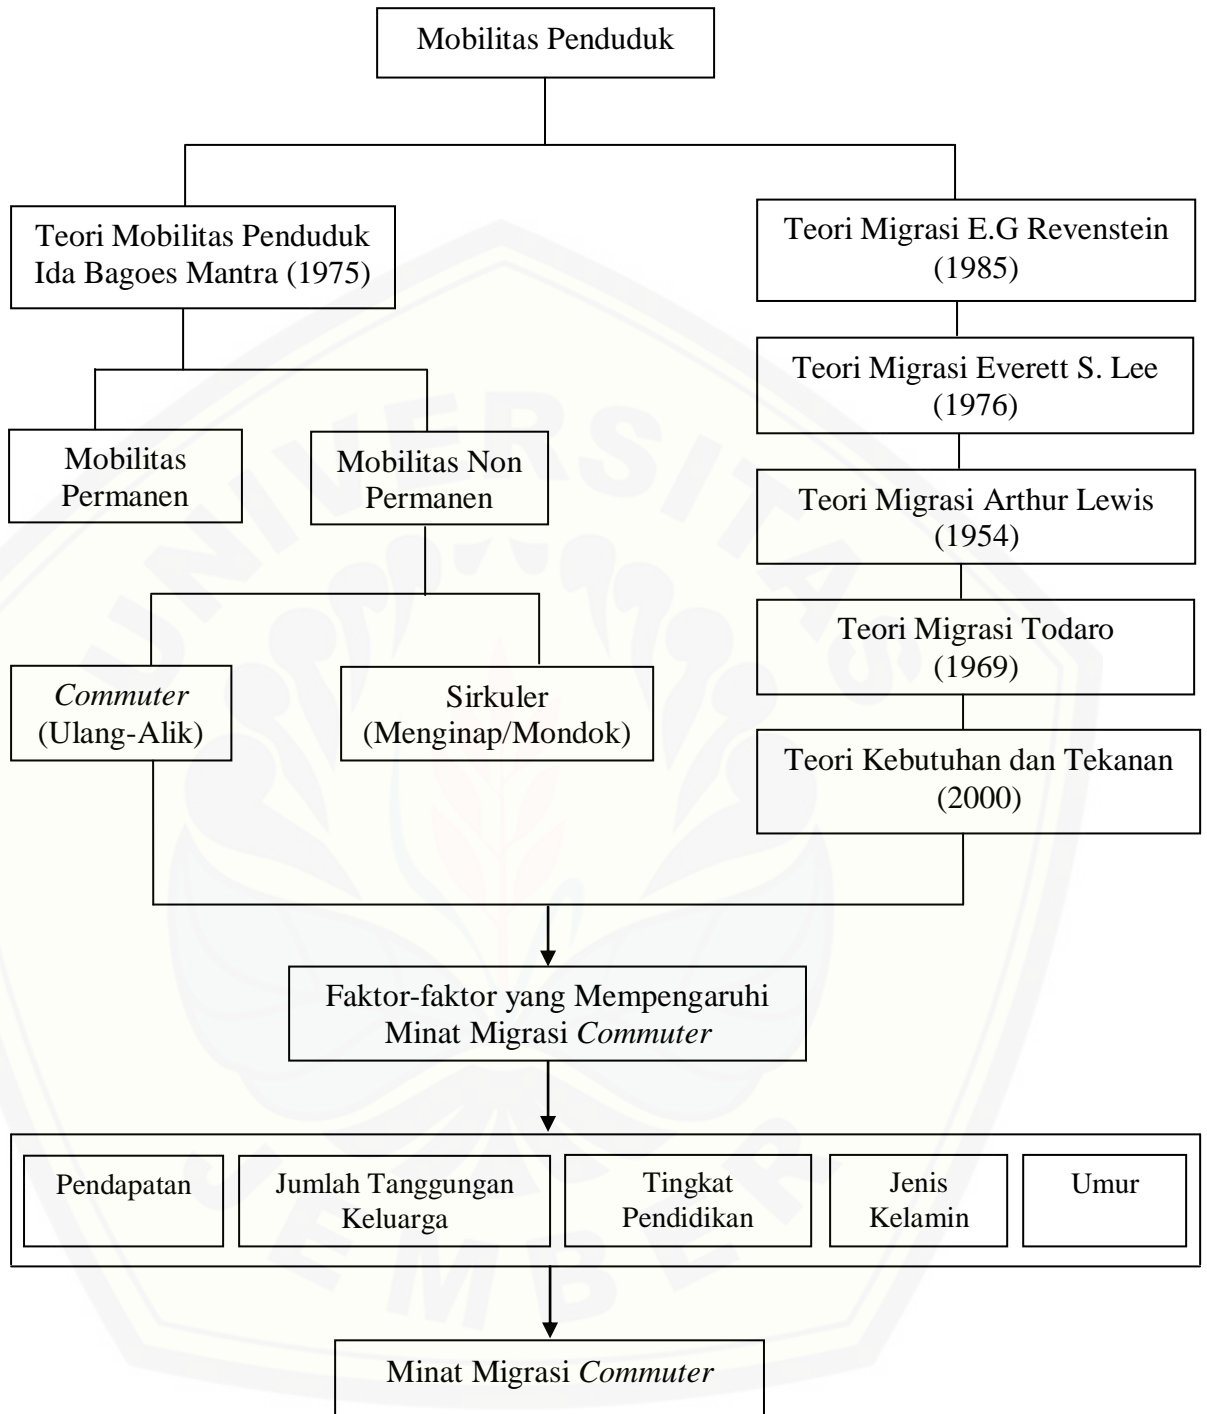 Mobilitas Penduduk
Teori Mobilitas Penduduk
Ida Bagoes Mantra (1975)
Teori Migrasi E.G Revenstein
(1985)
Teori Migrasi Everett S. Lee
(1976)
Mobilitas
Permanen
Mobilitas Non
Permanen
Teori Migrasi Arthur Lewis
(1954)
Teori Migrasi Todaro
(1969)
Commuter
(Ulang-Alik)
Sirkuler
(Menginap/Mondok)
Teori Kebutuhan dan Tekanan
(2000)
Faktor-faktor yang Mempengaruhi
Minat Migrasi Commuter
Pendapatan
Jumlah Tanggungan
Keluarga
Tingkat
Pendidikan
Jenis
Kelamin
Umur
Minat Migrasi Commuter
UNIVERSITAS
JEMBER